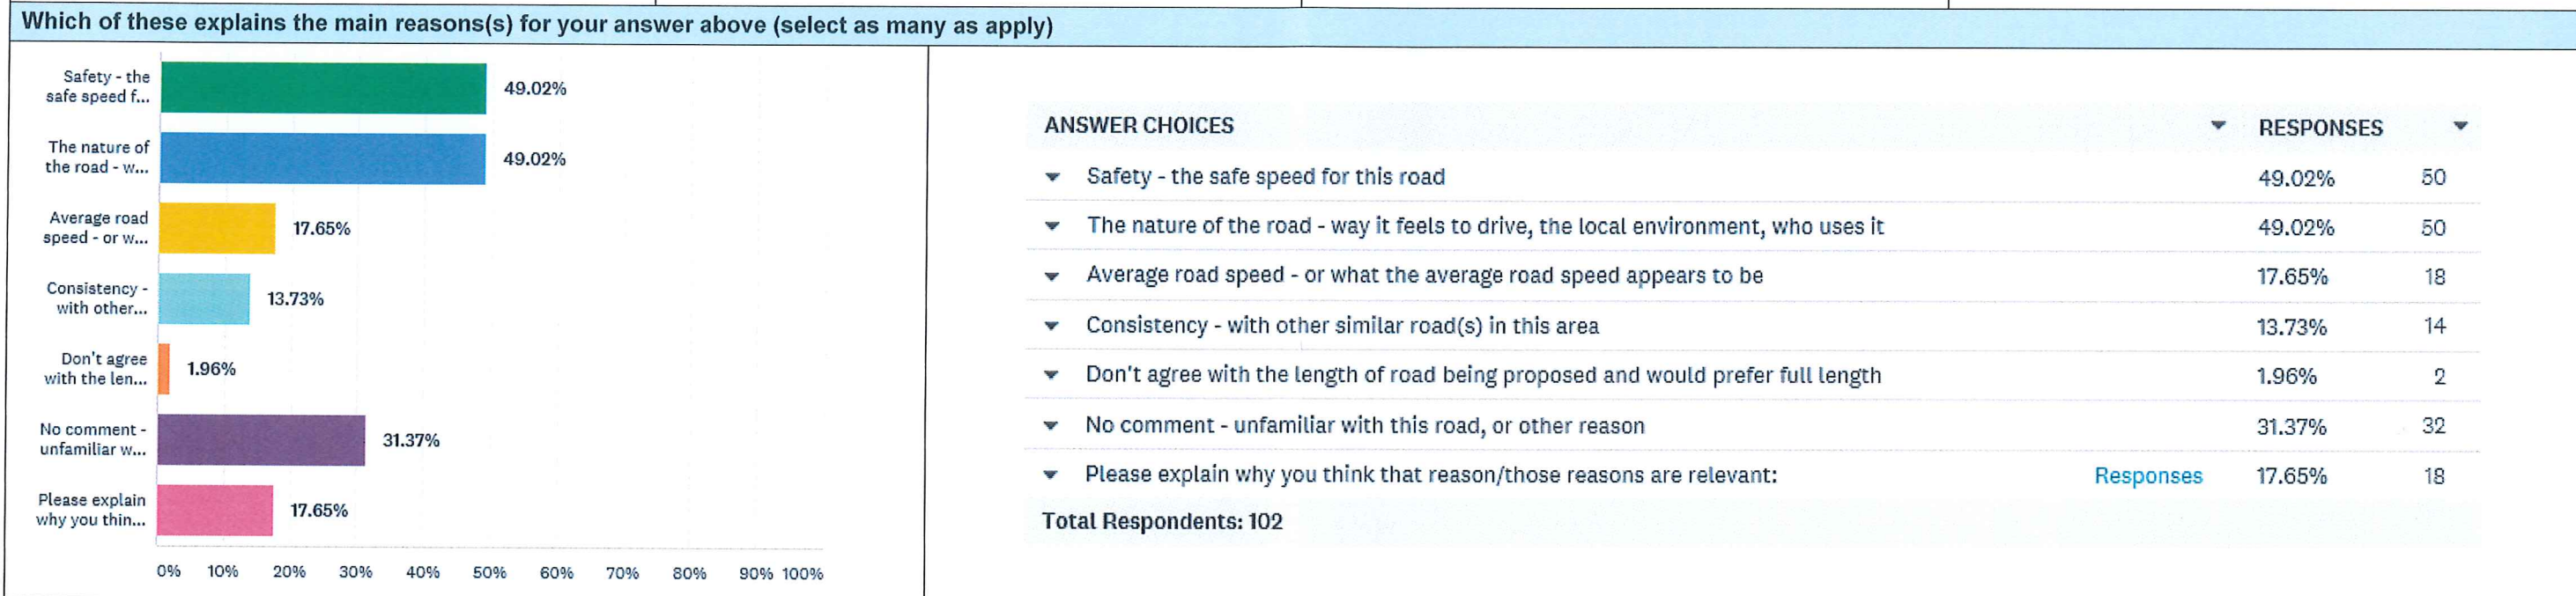 Which of these explains the main reasons(s) for your answer above (select as many as apply)
Safety - the
safe speed f...
49.02%
The nature of
the road - w...
49.02%
Average road
speed - or w...
17.65%
Consistency -
with other...
13.73%
Don't agree
with the len...
1.96%
No comment -
unfamiliar w...
31.37%
Please explain
why you thin...
17.65%
0% 10% 20% 30% 40% 50% 60% 70% 80% 90% 100%
ANSWER CHOICES RESPONSES
Safety - the safe speed for this road 49.02% 50
The nature of the road - way it feels to drive, the local environment, who uses it 49.02% 50
Average road speed - or what the average road speed appears to be 17.65% 18
Consistency - with other similar road(s) in this area 13.73% 14
Don't agree with the length of road being proposed and would prefer full length 1.96% 2
No comment - unfamiliar with this road, or other reason 31.37% 32
Please explain why you think that reason/those reasons are relevant: Responses 17.65% 18
Total Respondents: 102